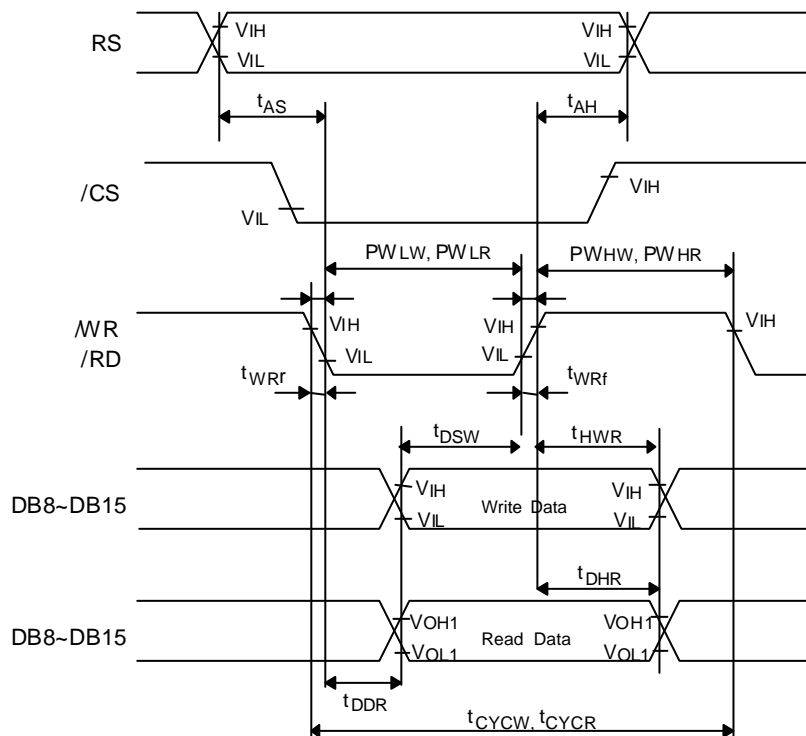 RS
VIH
VIL
VIH
VIL
tAS
tAH
/CS
VIL
VIH
PWLW, PWLR
PWHW, PWHR
/WR
/RD
VIH
VIL
VIH
VIL
VIH
tWRr
tWRf
tDSW
tHWR
DB8~DB15
VIH
VIL
Write Data
VIH
VIL
tDHR
DB8~DB15
VOH1
VOL1
Read Data
VOH1
VOL1
tDDR
tCYCW, tCYCR